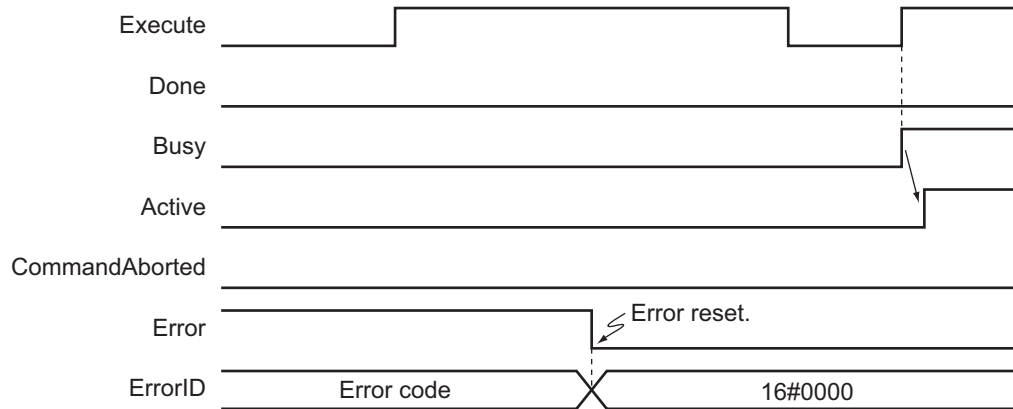 Execute
Done
Busy
Active
CommandAborted
Error
Error reset.
ErrorID
Error code
16#0000